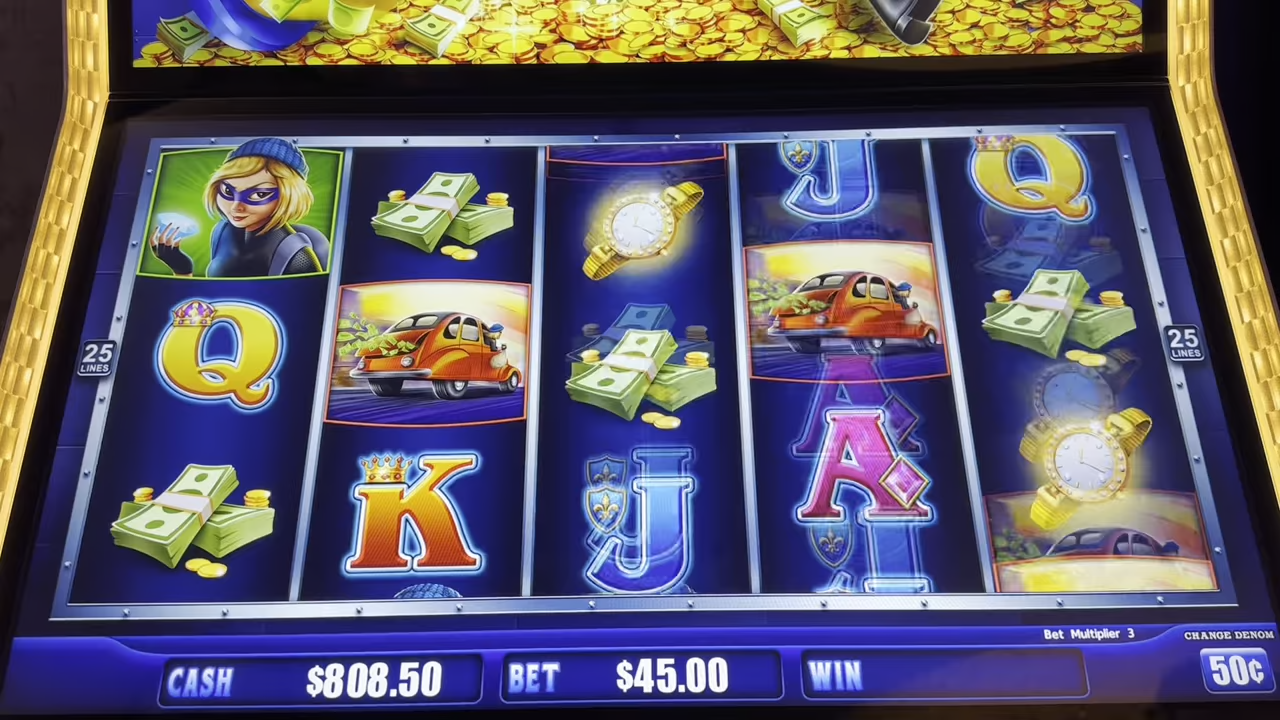 J
Q
25
LINES
25
LINES
Q
A
K
J
A
J
Bet Multiplier 3
CHANGE DENOM
CASH $808.50
BET $45.00
WIN
50¢